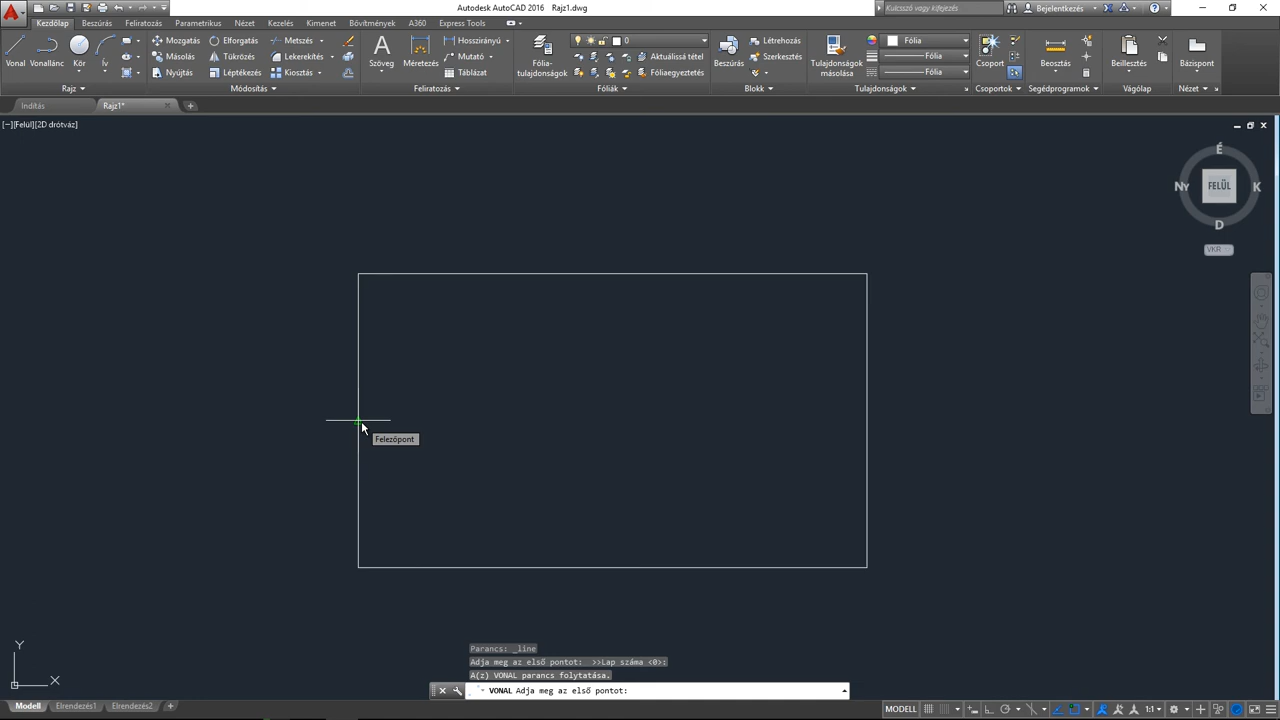 Autodesk AutoCAD 2016 Rajz1.dwg
Kulcsszó vagy kifejezés
Bejelentkezés
Kezdőlap Beszúrás Feliratozás Parametrikus Nézet Kezelés Kimenet Bővítmények A360 Express Tools
Vonal Vonallánc Kör Ív
Mozgatás Elforgatás Metszés
Másolás Tükrözés Lekerekítés
Nyújtás Léptékezés Kiosztás
Szöveg Méretezés
Hosszirányú
Mutató
Táblázat
Fólia-
tulajdonságok
0
Aktuálissá tétel
Fóliaegyeztetés
Beszúrás
Létrehozás
Szerkesztés
Tulajdonságok
másolása
Fólia
Fólia
Fólia
Csoport Beosztás Beillesztés Bázispont
Rajz Módosítás Feliratozás Fóliák Blokk Tulajdonságok Csoportok Segédprogramok Vágólap Nézet
Indítás Rajz1*
[−][Felül][2D drótváz]
É
NY FELÜL K
D
VKR
Felezőpont
Y
X
Parancs: _line
Adja meg az első pontot: >>Lap száma <0>:
A(z) VONAL parancs folytatása.
VONAL Adja meg az első pontot:
Modell Elrendezés1 Elrendezés2
MODELL 1:1